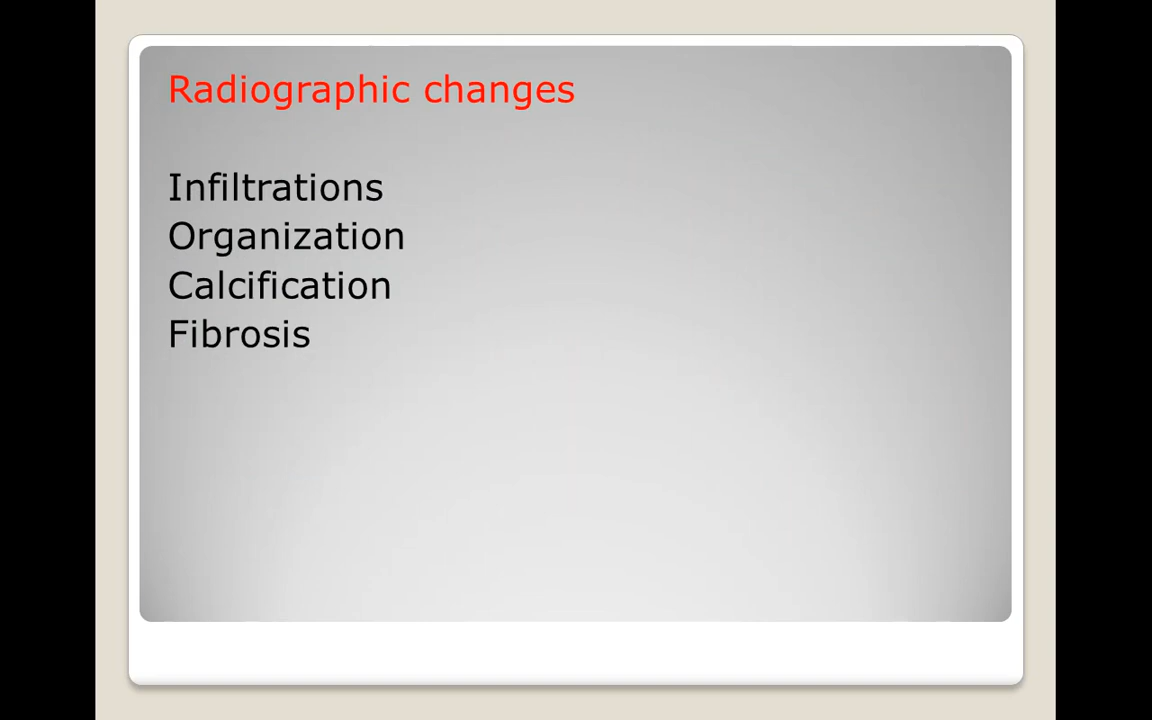 Radiographic changes
Infiltrations
Organization
Calcification
Fibrosis